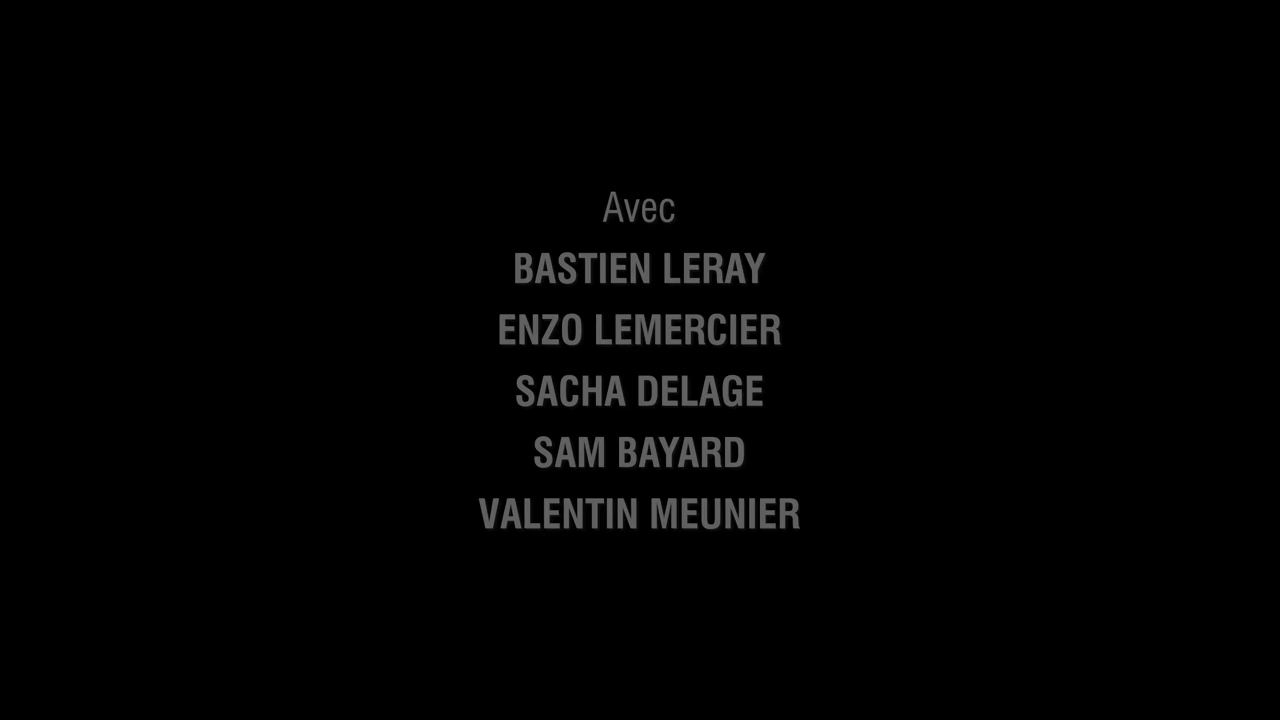 Avec
BASTIEN LERAY
ENZO LEMERCIER
SACHA DELAGE
SAM BAYARD
VALENTIN MEUNIER